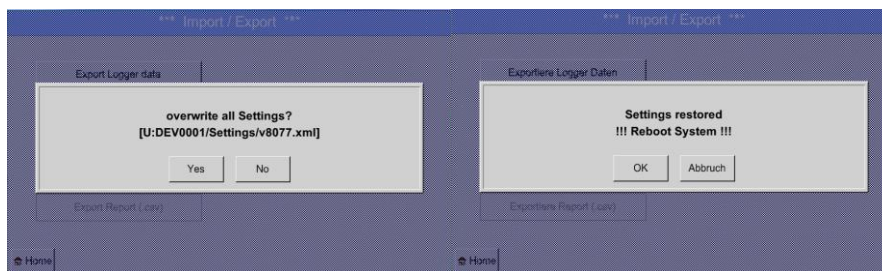 *** Import / Export ***
Export Logger data
overwrite all Settings?
[U:DEV0001/Settings/v8077.xml]
Yes No
Export Report (.csv)
Home
*** Import / Export ***
Exportiere Logger Daten
Settings restored
!!! Reboot System !!!
OK Abbruch
Exportiere Report (.csv)
Home